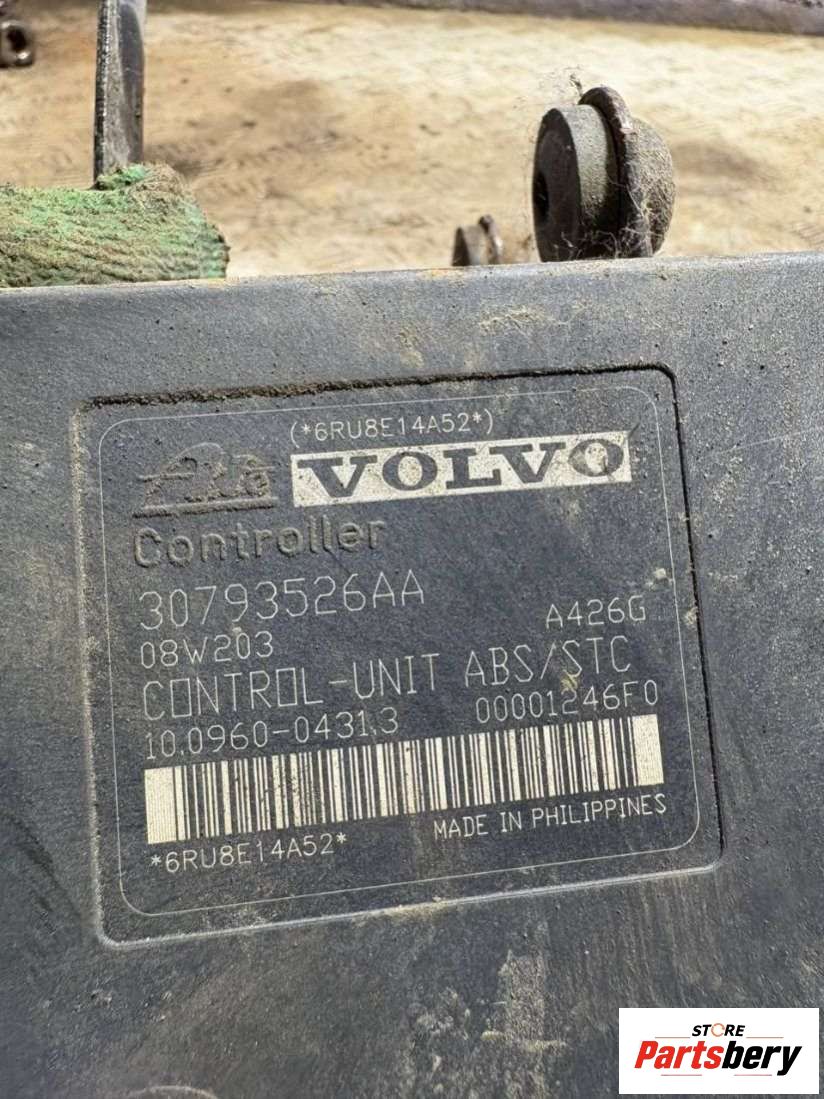 (*6RU8E14A52*)
ate VOLVO
Controller
30793526AA
08W203 A426G
CONTROL-UNIT ABS/STC
10.0960-0431.3 00001246F0
*6RU8E14A52* MADE IN PHILIPPINES
STORE
Partsbery